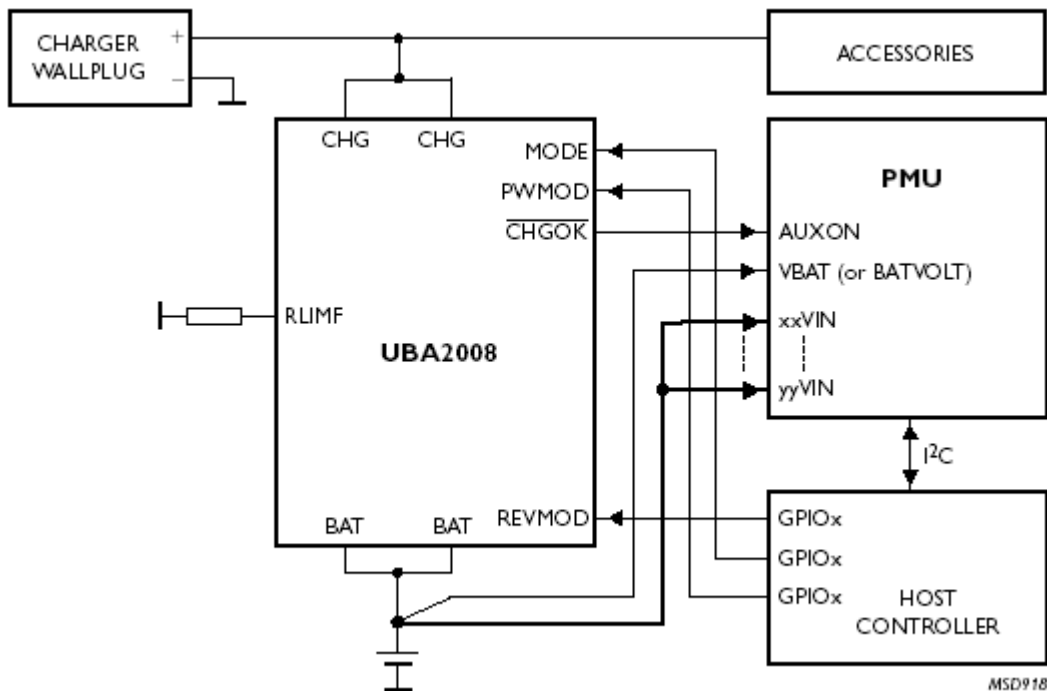 CHARGER
WALLPLUG
+
−
ACCESSORIES
CHG CHG
MODE
PWMOD
CHGOK
RLIMF
UBA2008
BAT BAT
REVMOD
PMU
AUXON
VBAT (or BATVOLT)
xxVIN
yyVIN
I²C
GPIOx
GPIOx
GPIOx
HOST
CONTROLLER
MSD918